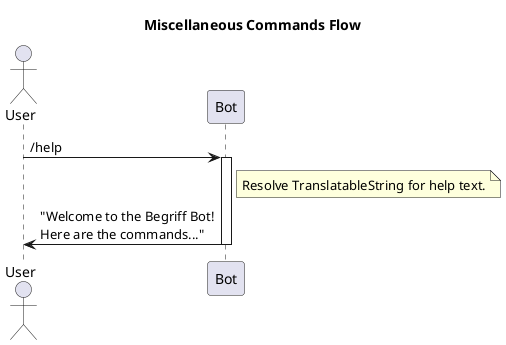 Miscellaneous Commands Flow
User
Bot
/help
Resolve TranslatableString for help text.
"Welcome to the Begriff Bot!
Here are the commands..."
User
Bot